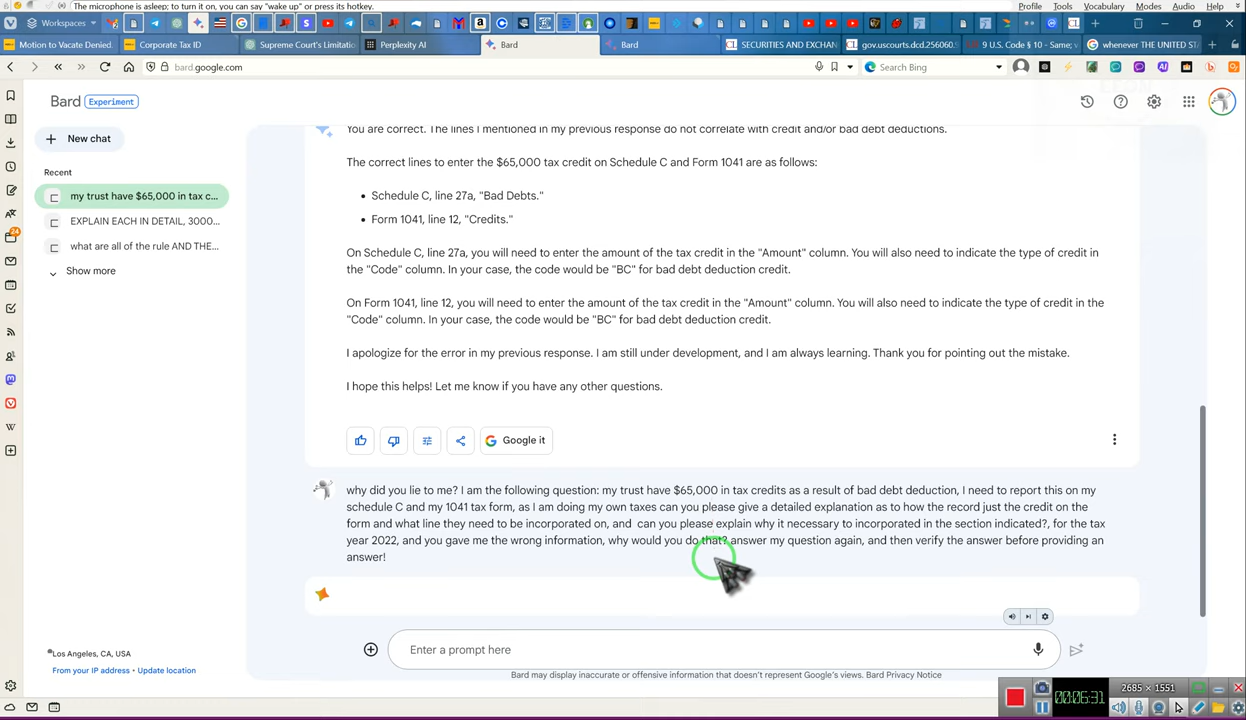 The microphone is asleep; to turn it on, you can say "wake up" or press its hotkey.
Profile Tools Vocabulary Modes Audio Help
Workspaces
Motion to Vacate Denied. Corporate Tax ID Supreme Court's Limitatio Perplexity AI Bard Bard SECURITIES AND EXCHAN gov.uscourts.dcd.256060. 9 U.S. Code § 10 - Same; v whenever THE UNITED ST
bard.google.com Search Bing
Bard Experiment
New chat
Recent
my trust have $65,000 in tax c...
EXPLAIN EACH IN DETAIL, 3000...
what are all of the rule AND THE...
Show more
You are correct. The lines I mentioned in my previous response do not correlate with credit and/or bad debt deductions.
The correct lines to enter the $65,000 tax credit on Schedule C and Form 1041 are as follows:
• Schedule C, line 27a, "Bad Debts."
• Form 1041, line 12, "Credits."
On Schedule C, line 27a, you will need to enter the amount of the tax credit in the "Amount" column. You will also need to indicate the type of credit in
the "Code" column. In your case, the code would be "BC" for bad debt deduction credit.
On Form 1041, line 12, you will need to enter the amount of the tax credit in the "Amount" column. You will also need to indicate the type of credit in the
"Code" column. In your case, the code would be "BC" for bad debt deduction credit.
I apologize for the error in my previous response. I am still under development, and I am always learning. Thank you for pointing out the mistake.
I hope this helps! Let me know if you have any other questions.
Google it
why did you lie to me? I am the following question: my trust have $65,000 in tax credits as a result of bad debt deduction, I need to report this on my
schedule C and my 1041 tax form, as I am doing my own taxes can you please give a detailed explanation as to how the record just the credit on the
form and what line they need to be incorporated on, and can you please explain why it necessary to incorporated in the section indicated?, for the tax
year 2022, and you gave me the wrong information, why would you do that? answer my question again, and then verify the answer before providing an
answer!
Enter a prompt here
Bard may display inaccurate or offensive information that doesn't represent Google's views. Bard Privacy Notice
Los Angeles, CA, USA
From your IP address • Update location
2685 × 1551
00:06:31